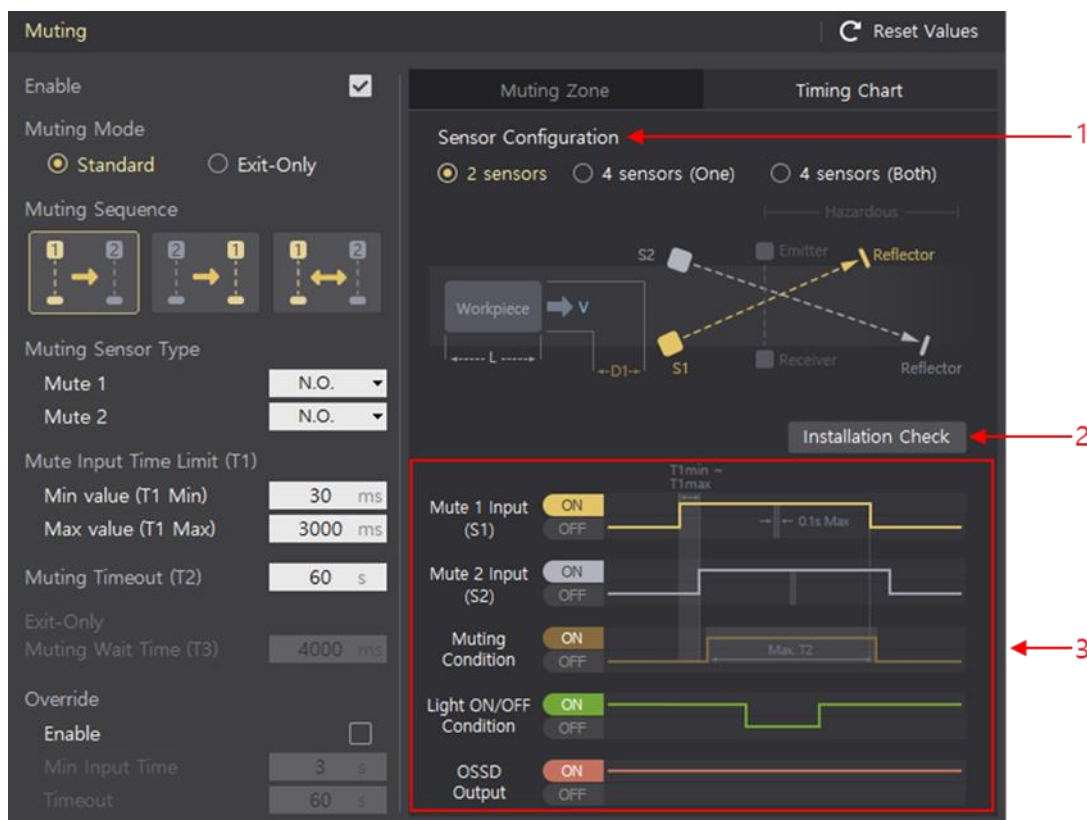 Muting
Reset Values
Enable
Muting Mode
Standard
Exit-Only
Muting Sequence
1 2
2 1
1 2
Muting Sensor Type
Mute 1 N.O.
Mute 2 N.O.
Mute Input Time Limit (T1)
Min value (T1 Min) 30 ms
Max value (T1 Max) 3000 ms
Muting Timeout (T2) 60 s
Exit-Only
Muting Wait Time (T3) 4000 ms
Override
Enable
Min Input Time 3 s
Timeout 60 s
Muting Zone
Timing Chart
Sensor Configuration
1
2 sensors
4 sensors (One)
4 sensors (Both)
Hazardous
S2
Emitter
Reflector
Workpiece
V
L
D1
S1
Receiver
Reflector
Installation Check
2
T1min ~
T1max
Mute 1 Input
(S1)
ON
OFF
0.1s Max
Mute 2 Input
(S2)
ON
OFF
Muting
Condition
ON
OFF
Max. T2
3
Light ON/OFF
Condition
ON
OFF
OSSD
Output
ON
OFF